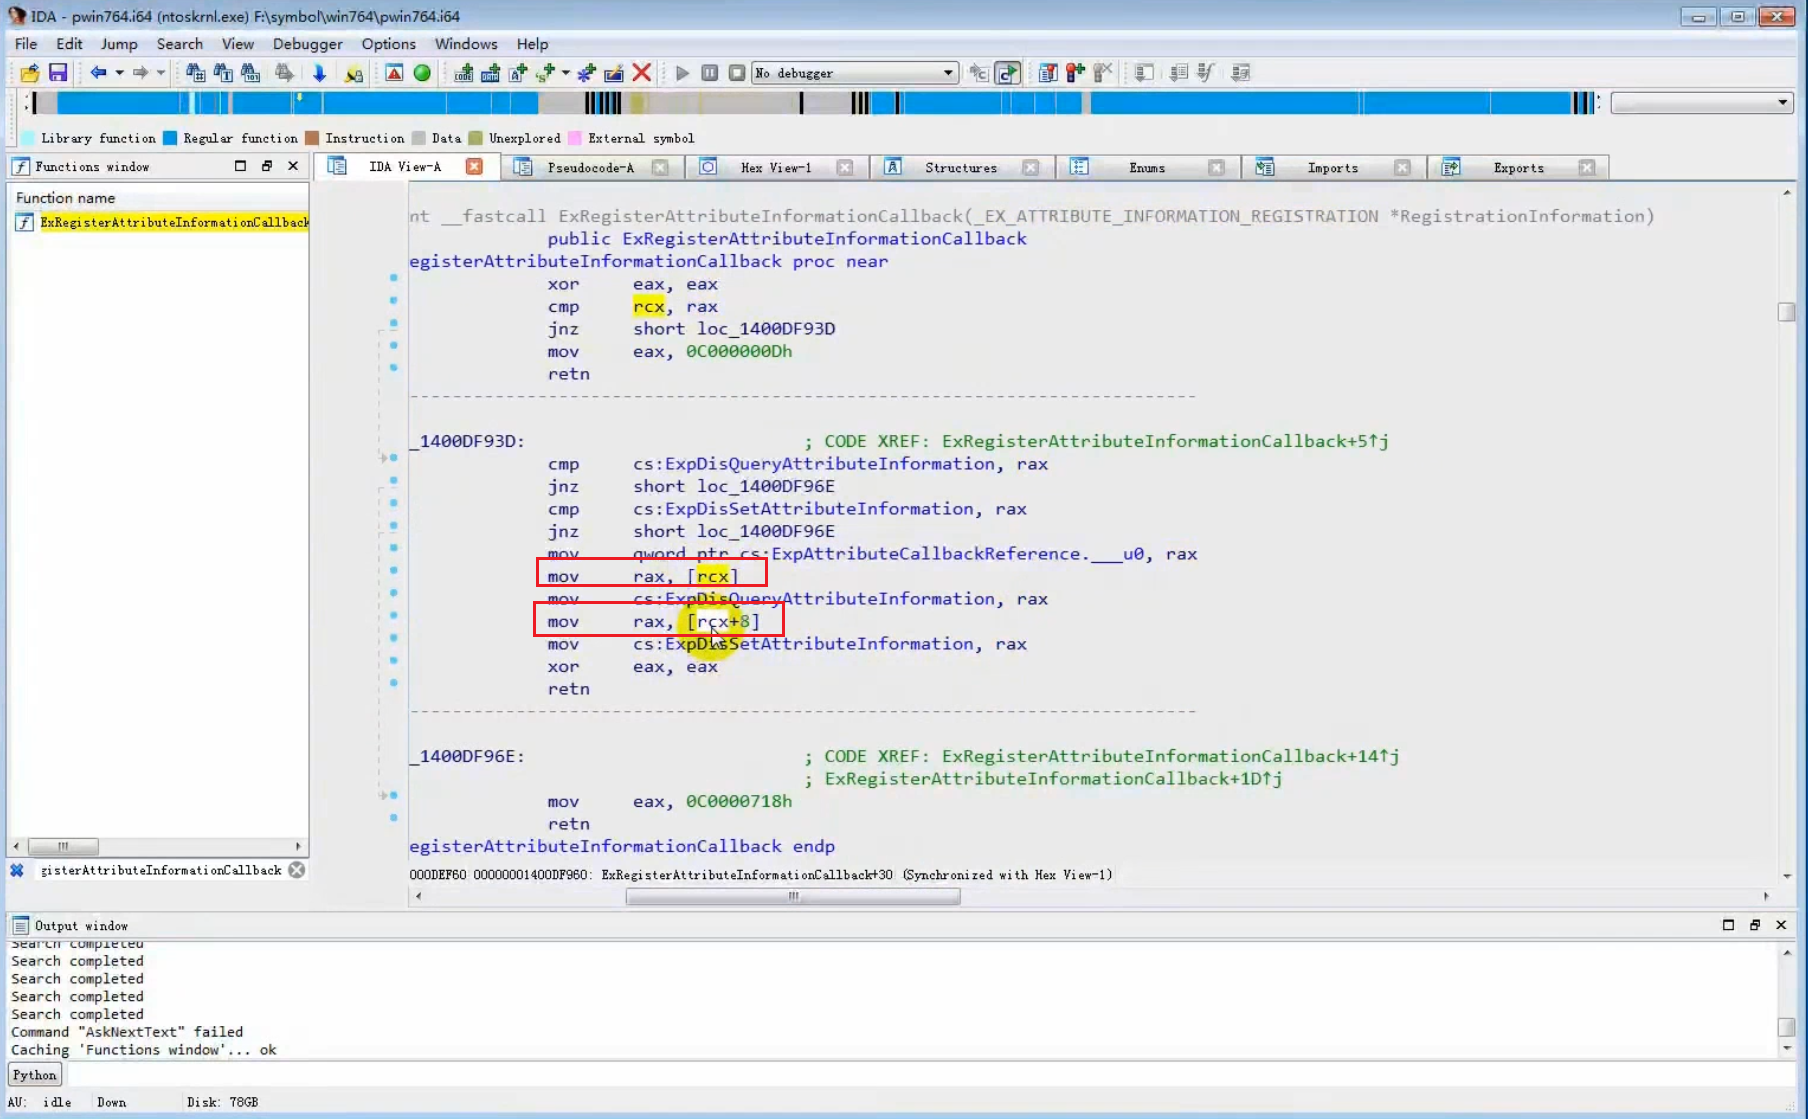 IDA - pwin764.i64 (ntoskrnl.exe) F:\symbol\win764\pwin764.i64
File Edit Jump Search View Debugger Options Windows Help
No debugger
Library function Regular function Instruction Data Unexplored External symbol
Functions window
IDA View-A Pseudocode-A Hex View-1 Structures Enums Imports Exports
Function name
ExRegisterAttributeInformationCallback
nt __fastcall ExRegisterAttributeInformationCallback(_EX_ATTRIBUTE_INFORMATION_REGISTRATION *RegistrationInformation)
public ExRegisterAttributeInformationCallback
egisterAttributeInformationCallback proc near
xor eax, eax
cmp rcx, rax
jnz short loc_1400DF93D
mov eax, 0C000000Dh
retn
_1400DF93D: ; CODE XREF: ExRegisterAttributeInformationCallback+5↑j
cmp cs:ExpDisQueryAttributeInformation, rax
jnz short loc_1400DF96E
cmp cs:ExpDisSetAttributeInformation, rax
jnz short loc_1400DF96E
mov qword ptr cs:ExpAttributeCallbackReference.___u0, rax
mov rax, [rcx]
mov cs:ExpDisQueryAttributeInformation, rax
mov rax, [rcx+8]
mov cs:ExpDisSetAttributeInformation, rax
xor eax, eax
retn
_1400DF96E: ; CODE XREF: ExRegisterAttributeInformationCallback+14↑j
; ExRegisterAttributeInformationCallback+1D↑j
mov eax, 0C0000718h
retn
egisterAttributeInformationCallback endp
gisterAttributeInformationCallback
000DEF60 00000001400DF960: ExRegisterAttributeInformationCallback+30 (Synchronized with Hex View-1)
Output window
Search completed
Search completed
Search completed
Search completed
Search completed
Command "AskNextText" failed
Caching 'Functions window'... ok
Python
AU: idle Down Disk: 78GB